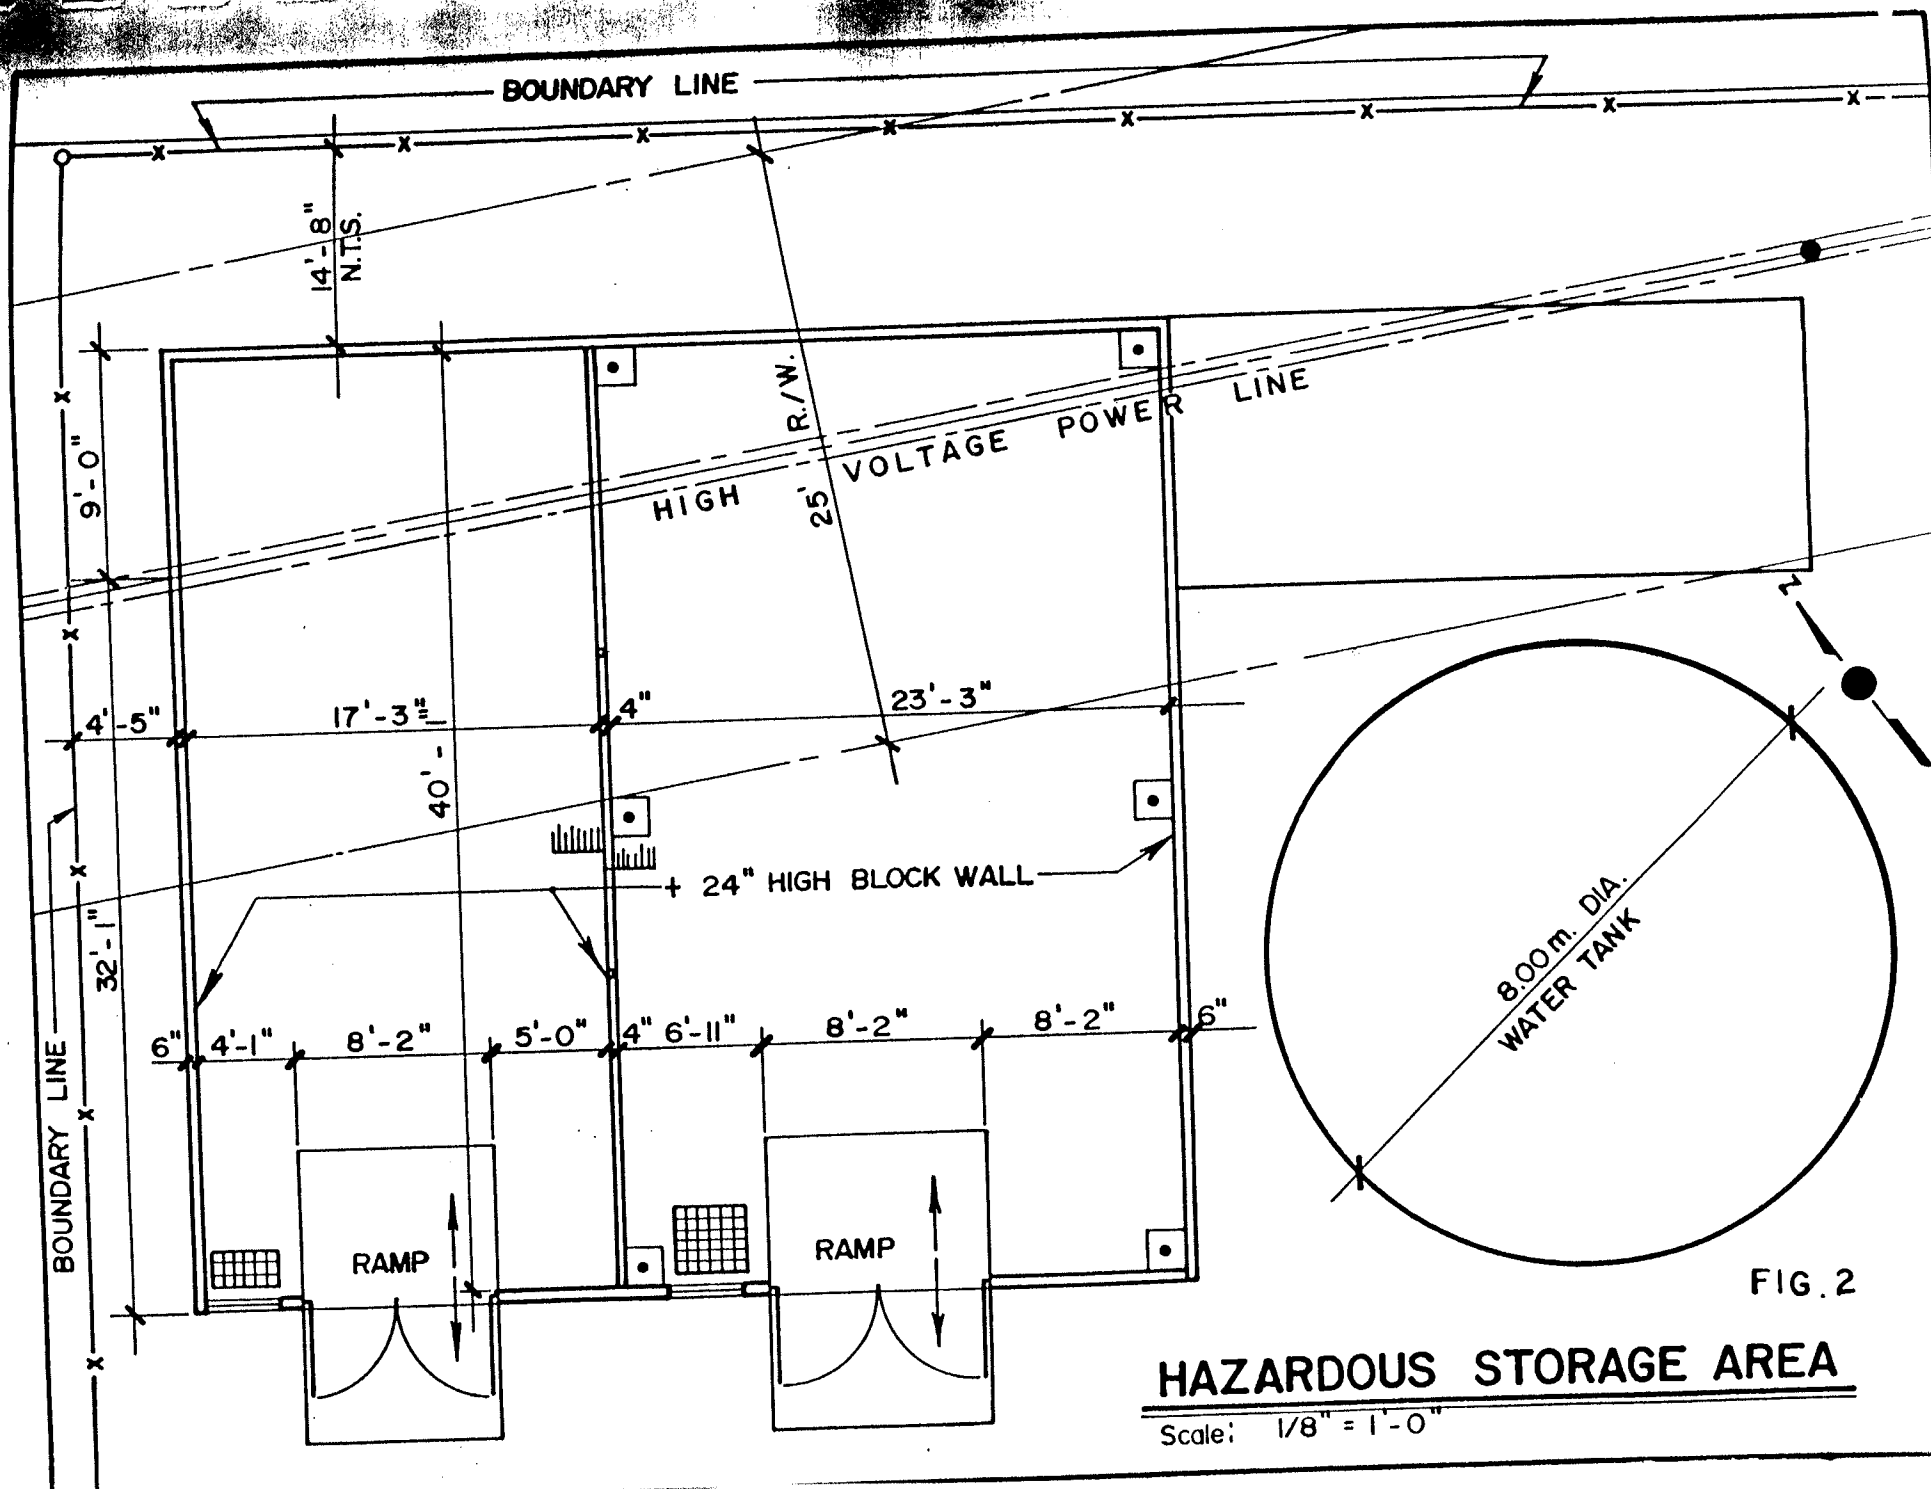 BOUNDARY LINE
14'-8"
N.T.S.
9'-0"
R./W.
25'
HIGH VOLTAGE POWER LINE
N
4'-5"
17'-3"
4"
23'-3"
40'-
+ 24" HIGH BLOCK WALL
32'-1"
8.00m. DIA.
WATER TANK
6"
4'-1"
8'-2"
5'-0"
4"
6'-11"
8'-2"
8'-2"
6"
BOUNDARY LINE
RAMP
RAMP
FIG. 2
HAZARDOUS STORAGE AREA
Scale: 1/8" = 1'-0"